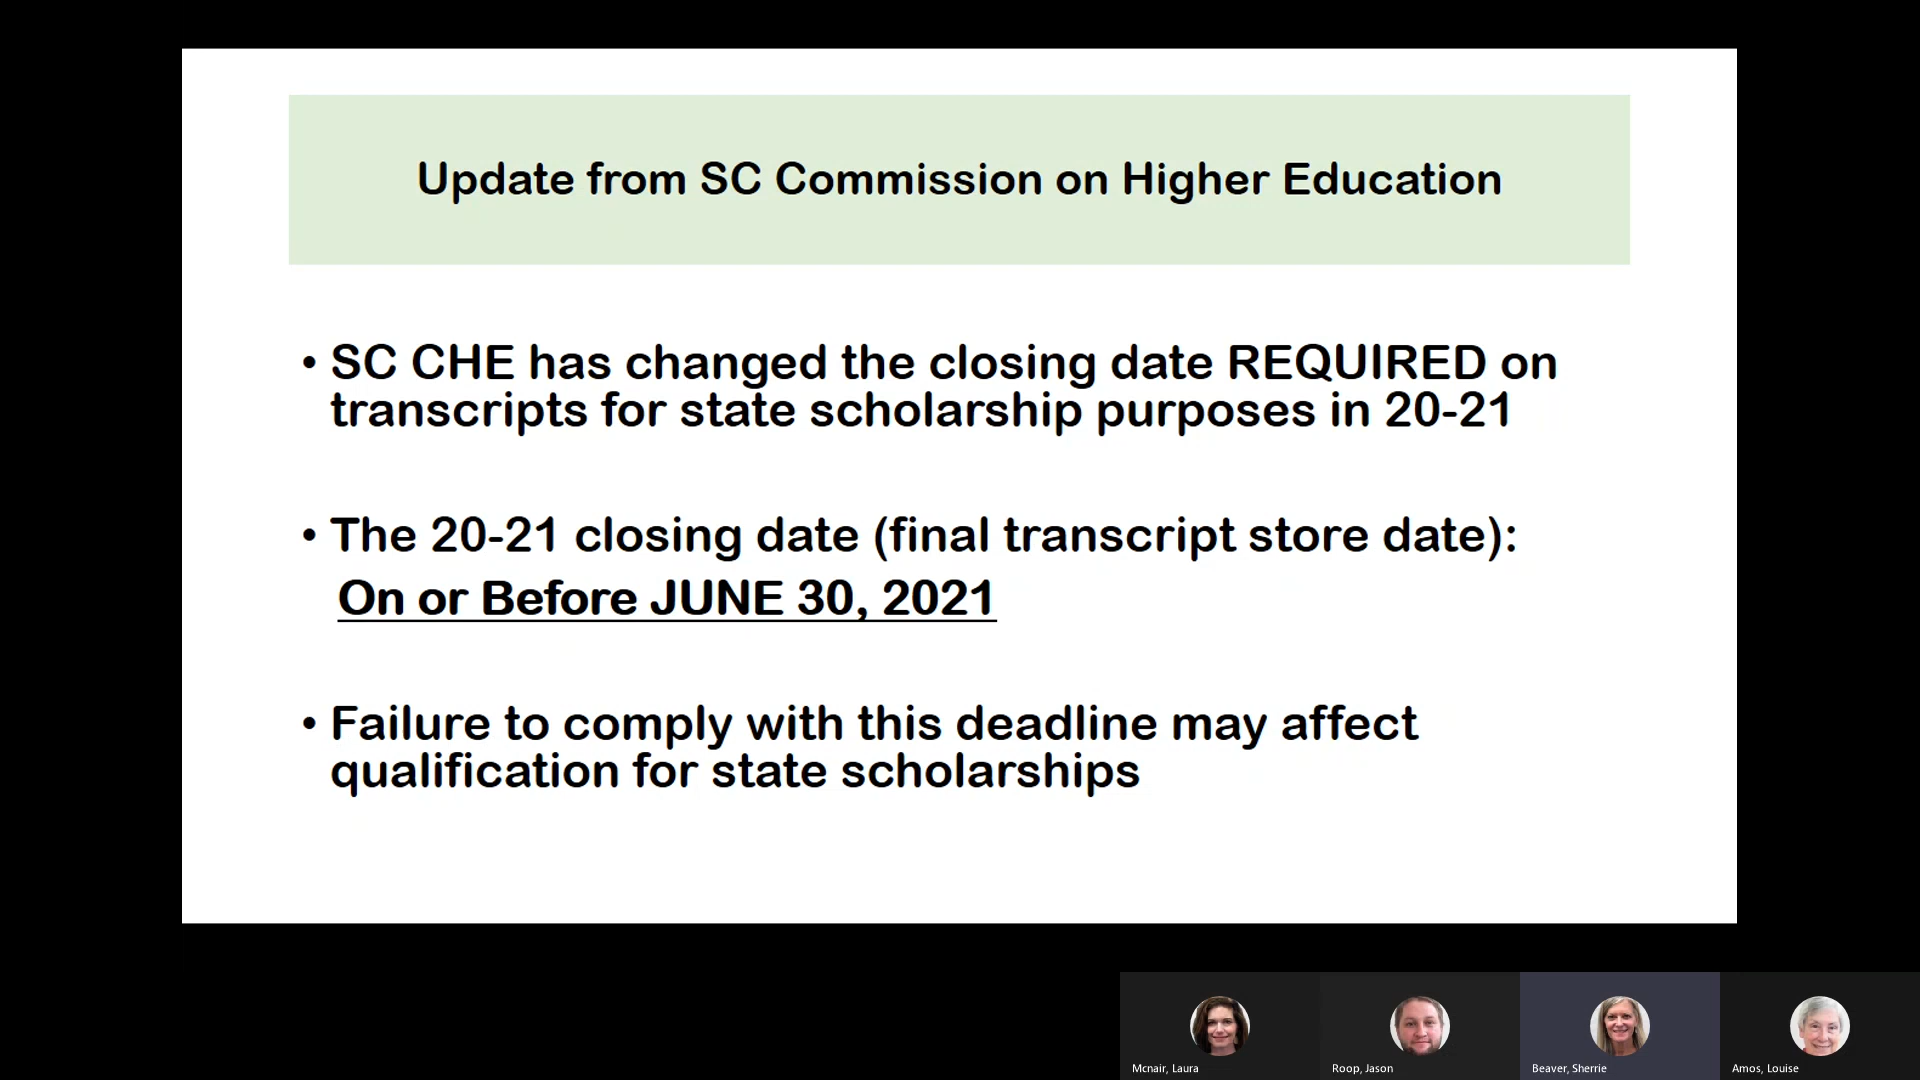 Update from SC Commission on Higher Education
• SC CHE has changed the closing date REQUIRED on
transcripts for state scholarship purposes in 20-21
• The 20-21 closing date (final transcript store date):
On or Before JUNE 30, 2021
• Failure to comply with this deadline may affect
qualification for state scholarships
Mcnair, Laura
Roop, Jason
Beaver, Sherrie
Amos, Louise